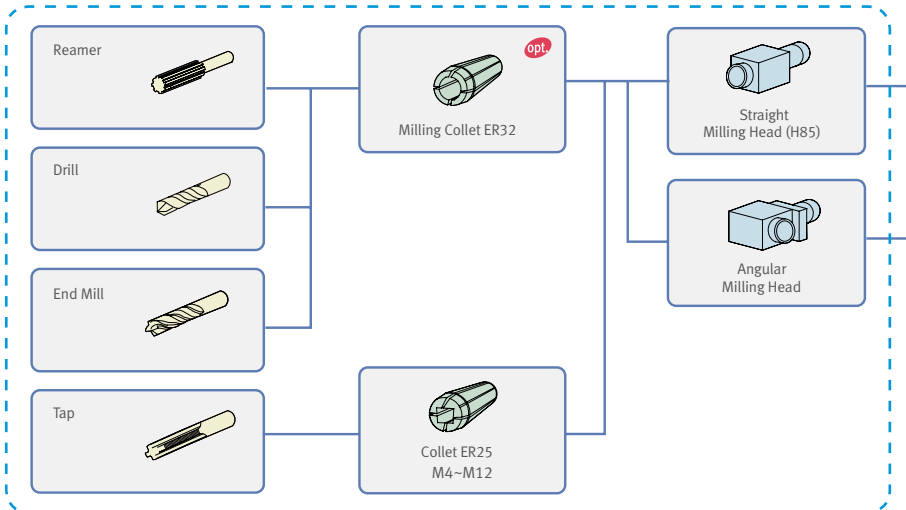 Reamer
opt.
Milling Collet ER32
Straight
Milling Head (H85)
Drill
Angular
Milling Head
End Mill
Tap
Collet ER25
M4~M12